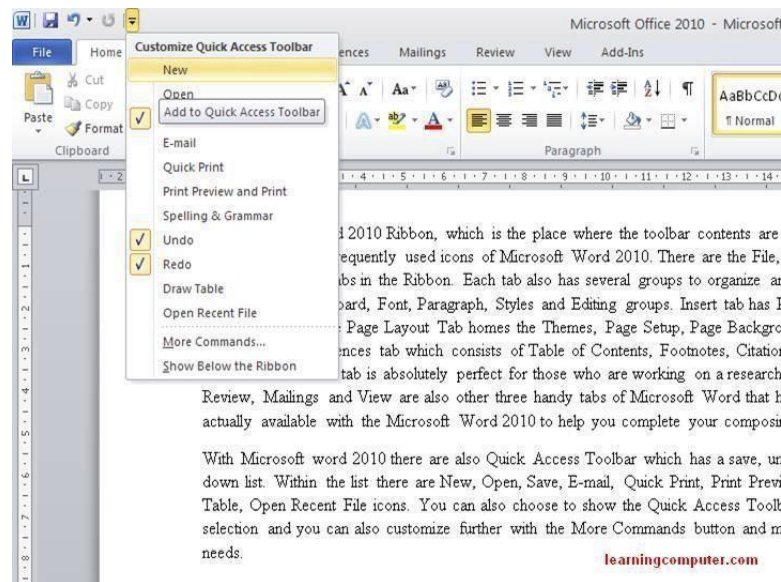 Microsoft Office 2010 - Microsoft
File Home ences Mailings Review View Add-Ins
Customize Quick Access Toolbar
New
Open
Add to Quick Access Toolbar
E-mail
Quick Print
Print Preview and Print
Spelling & Grammar
Undo
Redo
Draw Table
Open Recent File
More Commands...
Show Below the Ribbon
Cut
Copy
Format
Paste
Clipboard
Paragraph
AaBbCcD
¶ Normal
2010 Ribbon, which is the place where the toolbar contents are
equently used icons of Microsoft Word 2010. There are the File,
bs in the Ribbon. Each tab also has several groups to organize
oard, Font, Paragraph, Styles and Editing groups. Insert tab has
Page Layout Tab homes the Themes, Page Setup, Page Backgro
ences tab which consists of Table of Contents, Footnotes, Citation
tab is absolutely perfect for those who are working on a research
Review, Mailings and View are also other three handy tabs of Microsoft Word that h
actually available with the Microsoft Word 2010 to help you complete your composi
With Microsoft word 2010 there are also Quick Access Toolbar which has a save, un
down list. Within the list there are New, Open, Save, E-mail, Quick Print, Print Previ
Table, Open Recent File icons. You can also choose to show the Quick Access Toolb
selection and you can also customize further with the More Commands button and m
needs.
learningcomputer.com